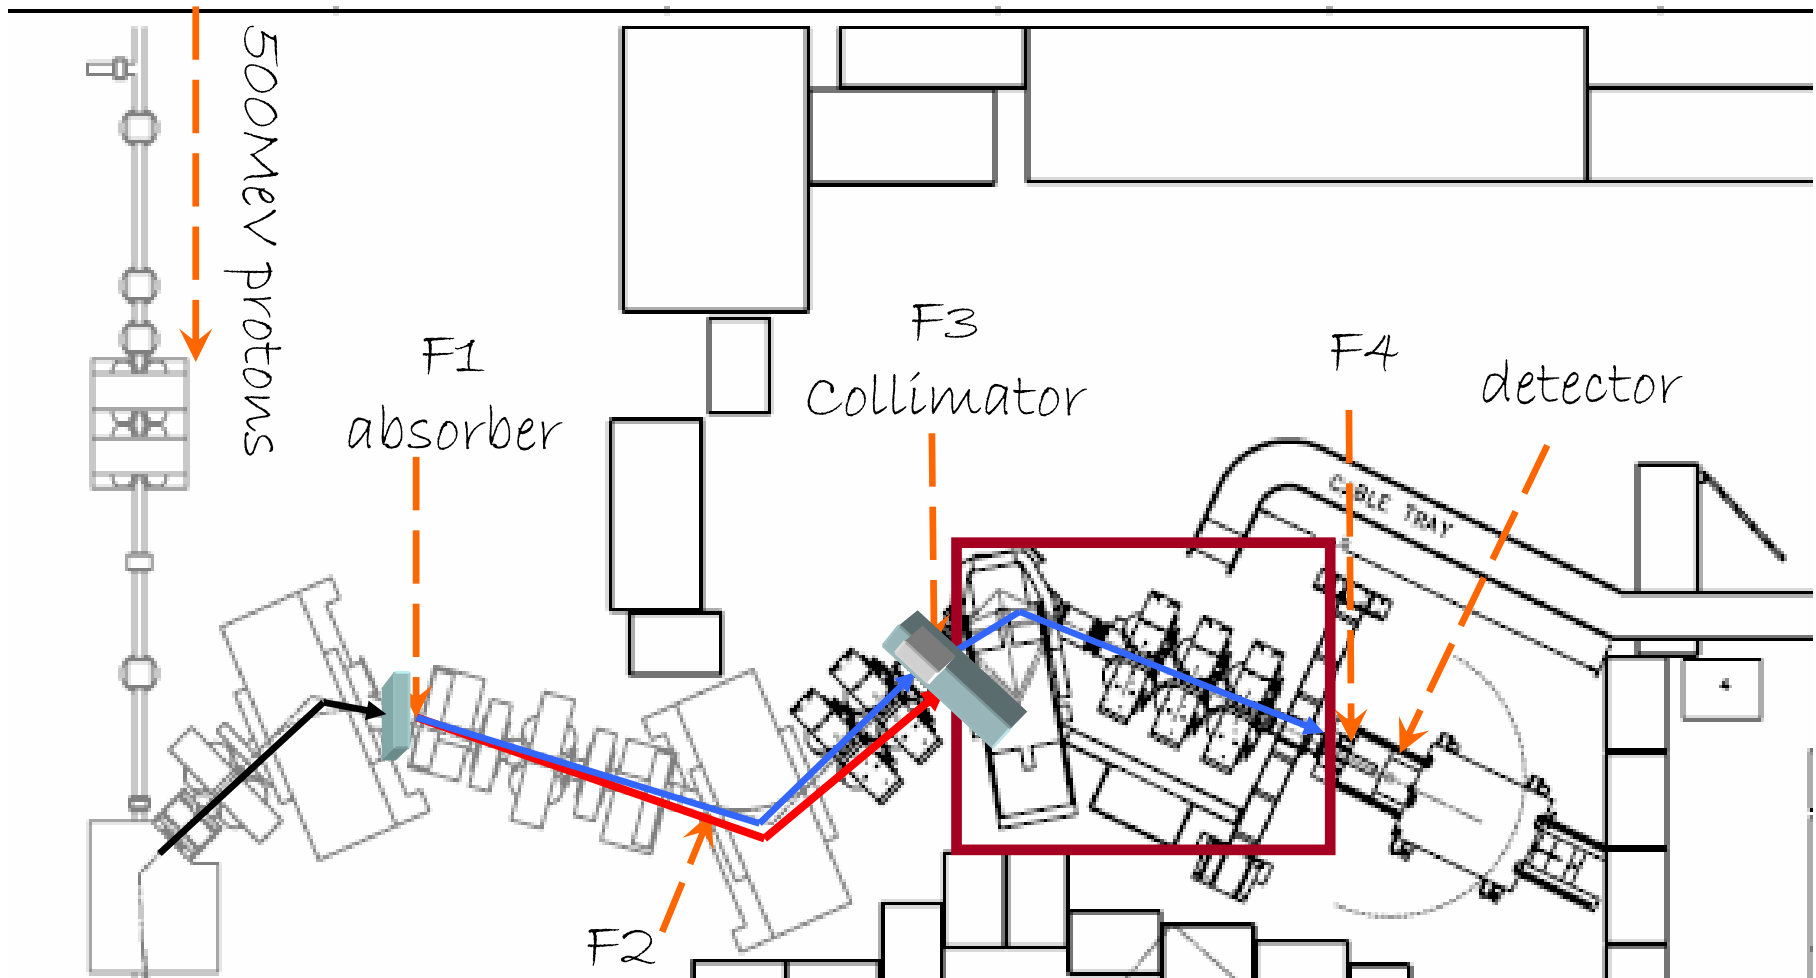 500MeV protons
F1
absorber
F3
Collimator
F4
detector
CABLE TRAY
F2
4